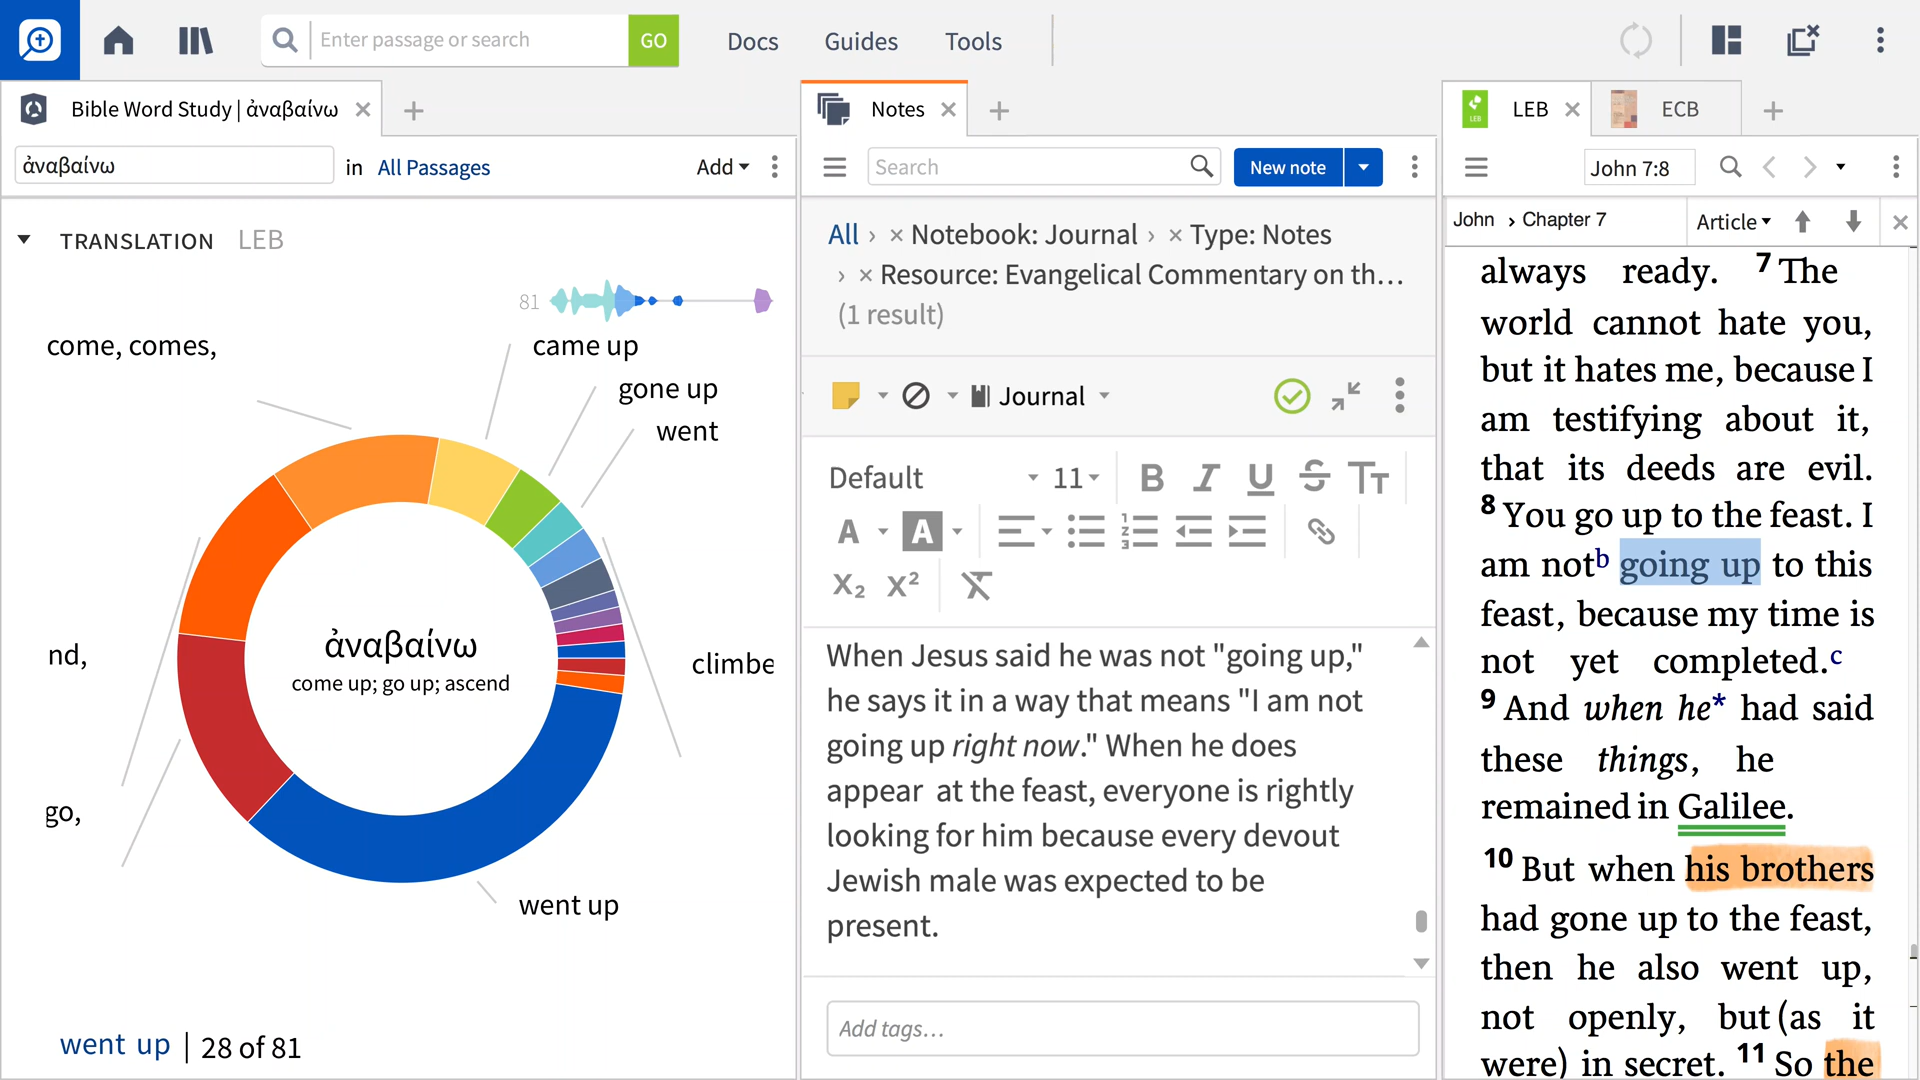 Enter passage or search
GO
Docs
Guides
Tools
Bible Word Study | ἀναβαίνω
ἀναβαίνω
in All Passages
Add
TRANSLATION LEB
81
come, comes,
came up
gone up
went
nd,
climbe
go,
ἀναβαίνω
come up; go up; ascend
went up
went up | 28 of 81
Notes
Search
New note
All › × Notebook: Journal › × Type: Notes
› × Resource: Evangelical Commentary on th…
(1 result)
Journal
Default
11
B I U S TT
A A
X₂ X²
When Jesus said he was not "going up,"
he says it in a way that means "I am not
going up right now." When he does
appear at the feast, everyone is rightly
looking for him because every devout
Jewish male was expected to be
present.
Add tags…
LEB
LEB
ECB
John 7:8
John › Chapter 7
Article
always ready. 7 The
world cannot hate you,
but it hates me, because I
am testifying about it,
that its deeds are evil.
8 You go up to the feast. I
am notb going up to this
feast, because my time is
not yet completed.c
9 And when he* had said
these things, he
remained in Galilee.
10 But when his brothers
had gone up to the feast,
then he also went up,
not openly, but (as it
were) in secret. 11 So the